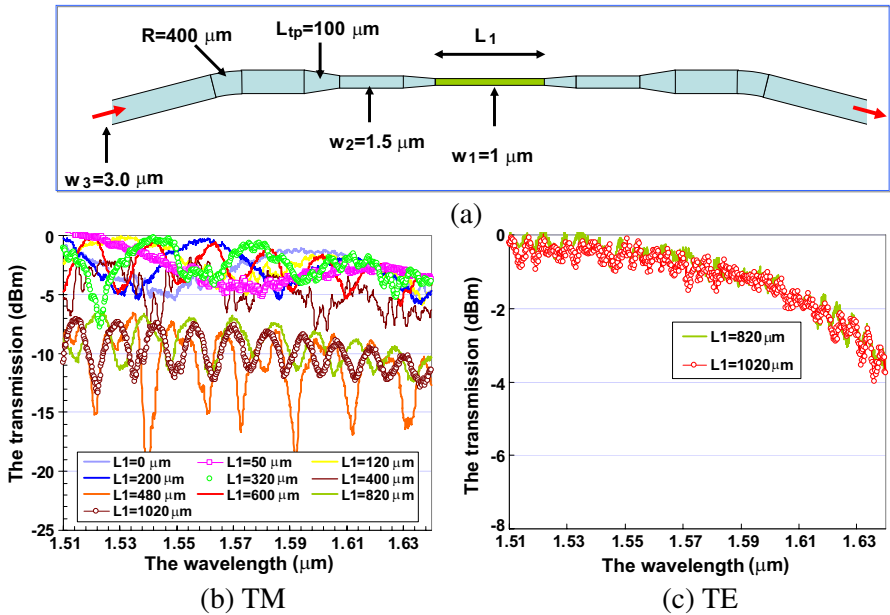 R=400 μm
Ltp=100 μm
L1
w2=1.5 μm
w1=1 μm
w3=3.0 μm
(a)
The transmission (dBm)
0
-5
-10
-15
-20
-25
L1=0 μm
L1=50 μm
L1=120 μm
L1=200 μm
L1=320 μm
L1=400 μm
L1=480 μm
L1=600 μm
L1=820 μm
L1=1020 μm
1.51 1.53 1.55 1.57 1.59 1.61 1.63
The wavelength (μm)
(b) TM
The transmission (dBm)
0
-2
-4
-6
-8
L1=820μm
L1=1020μm
1.51 1.53 1.55 1.57 1.59 1.61 1.63
The wavelength (μm)
(c) TE